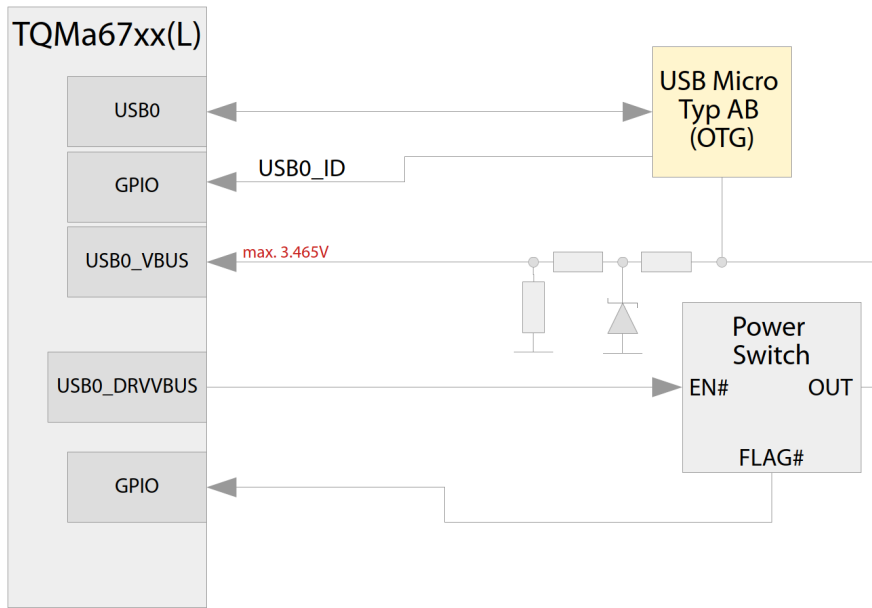 TQMa67xx(L)
USB0
USB Micro
Typ AB
(OTG)
GPIO
USB0_ID
USB0_VBUS
max. 3.465V
Power
Switch
USB0_DRVVBUS
EN#
OUT
FLAG#
GPIO